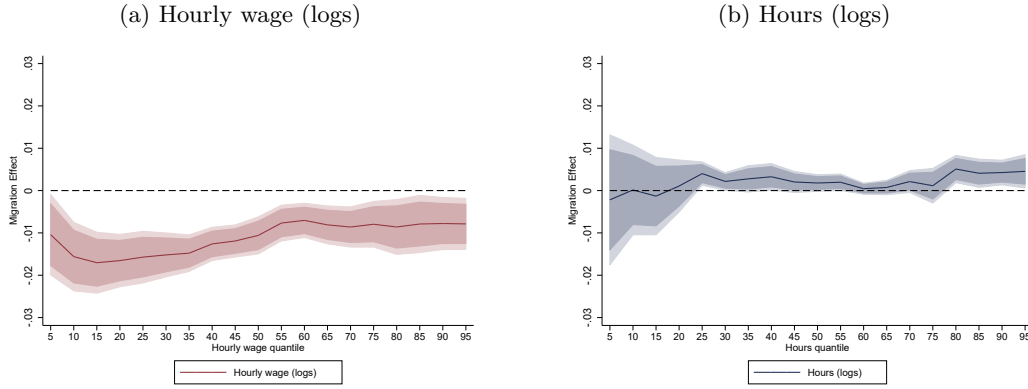 (a) Hourly wage (logs)
Migration Effect
.03
.02
.01
0
-.01
-.02
-.03
5 10 15 20 25 30 35 40 45 50 55 60 65 70 75 80 85 90 95
Hourly wage quantile
Hourly wage (logs)
(b) Hours (logs)
Migration Effect
.03
.02
.01
0
-.01
-.02
-.03
5 10 15 20 25 30 35 40 45 50 55 60 65 70 75 80 85 90 95
Hours quantile
Hours (logs)